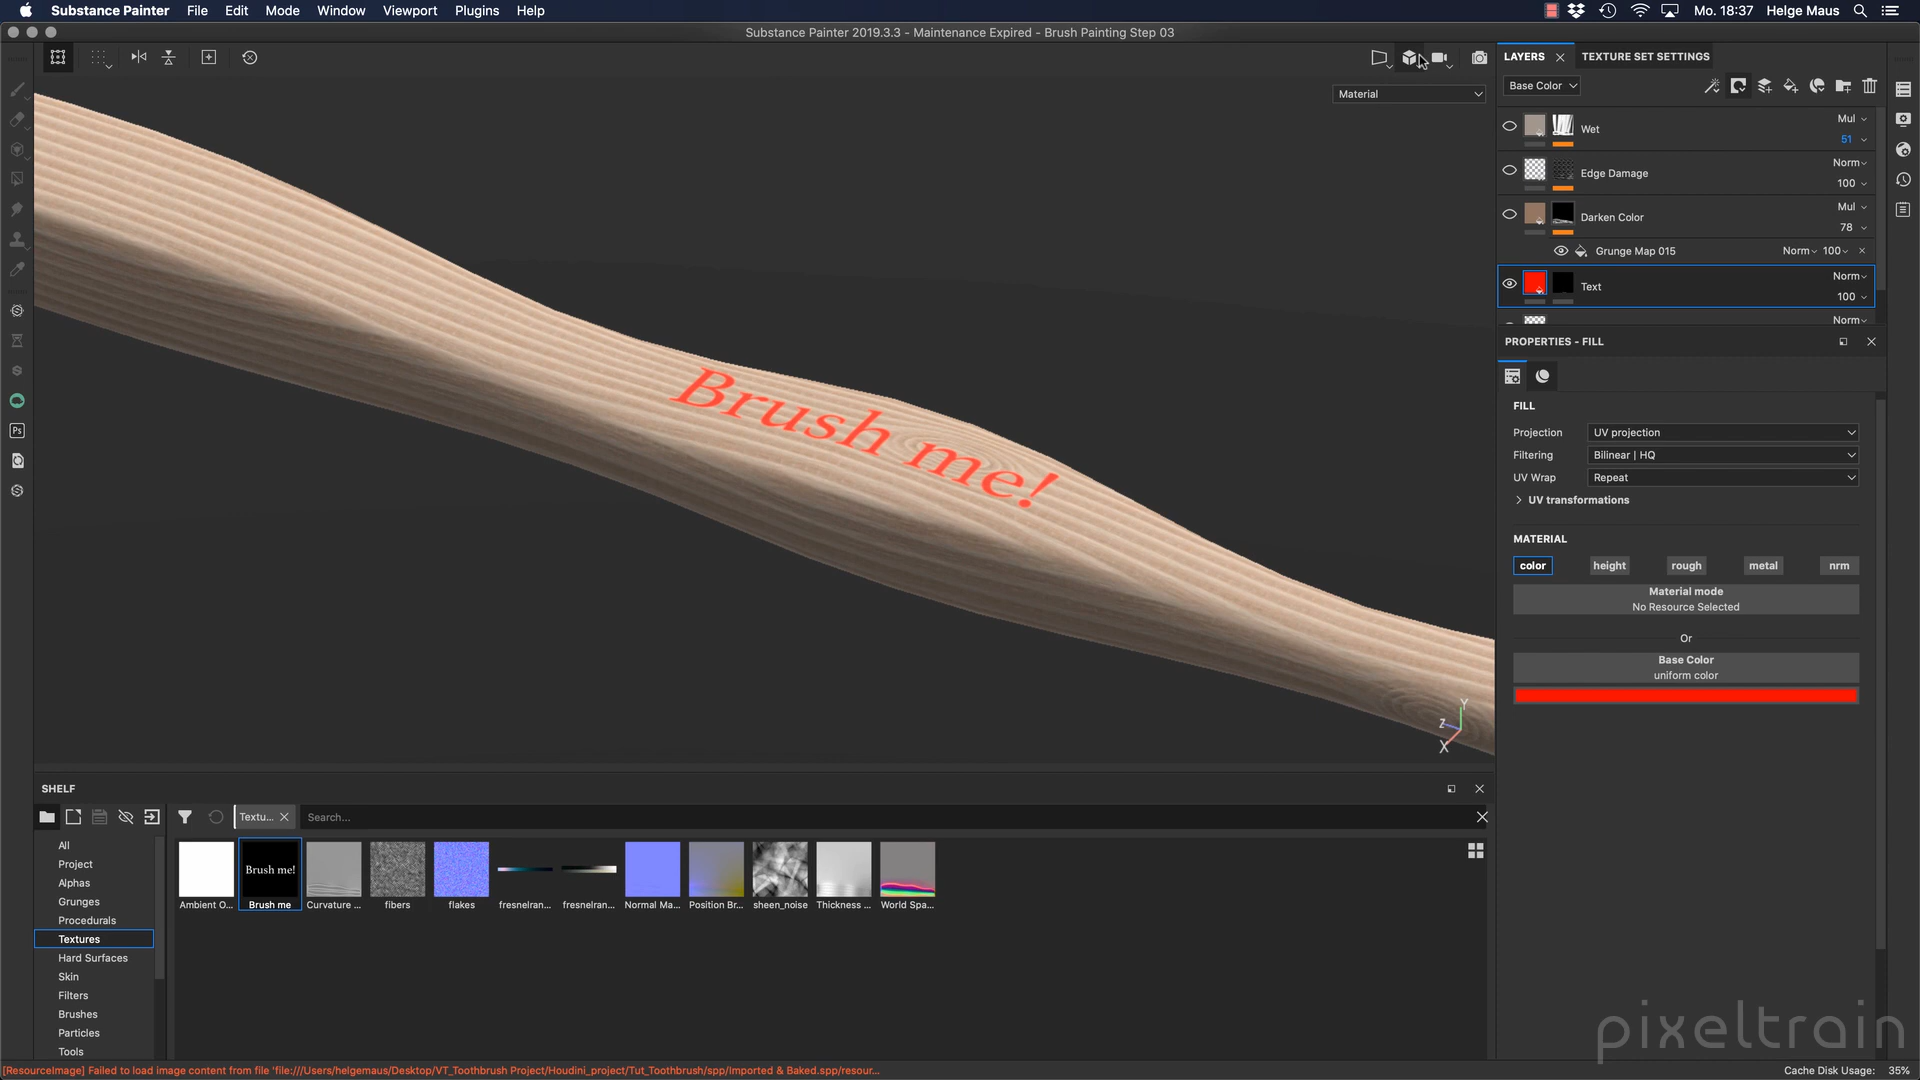 Substance Painter File Edit Mode Window Viewport Plugins Help
Mo. 18:37 Helge Maus
Substance Painter 2019.3.3 - Maintenance Expired - Brush Painting Step 03
Material
Brush me!
Y
Z
X
LAYERS
TEXTURE SET SETTINGS
Base Color
Wet
Mul
51
Edge Damage
Norm
100
Darken Color
Mul
78
Grunge Map 015
Norm 100
Text
Norm
100
Norm
PROPERTIES - FILL
FILL
Projection UV projection
Filtering Bilinear | HQ
UV Wrap Repeat
UV transformations
MATERIAL
color height rough metal nrm
Material mode
No Resource Selected
Or
Base Color
uniform color
SHELF
Textu...
Search...
All
Project
Alphas
Grunges
Procedurals
Textures
Hard Surfaces
Skin
Filters
Brushes
Particles
Tools
Ps
Brush me!
Ambient O... Brush me Curvature ... fibers flakes fresnelran... fresnelran... Normal Ma... Position Br... sheen_noise Thickness ... World Spa...
pixeltrain
[ResourceImage] Failed to load image content from file 'file:///Users/helgemaus/Desktop/VT_Toothbrush Project/Houdini_project/Tut_Toothbrush/spp/Imported & Baked.spp/resour...
Cache Disk Usage: 35%